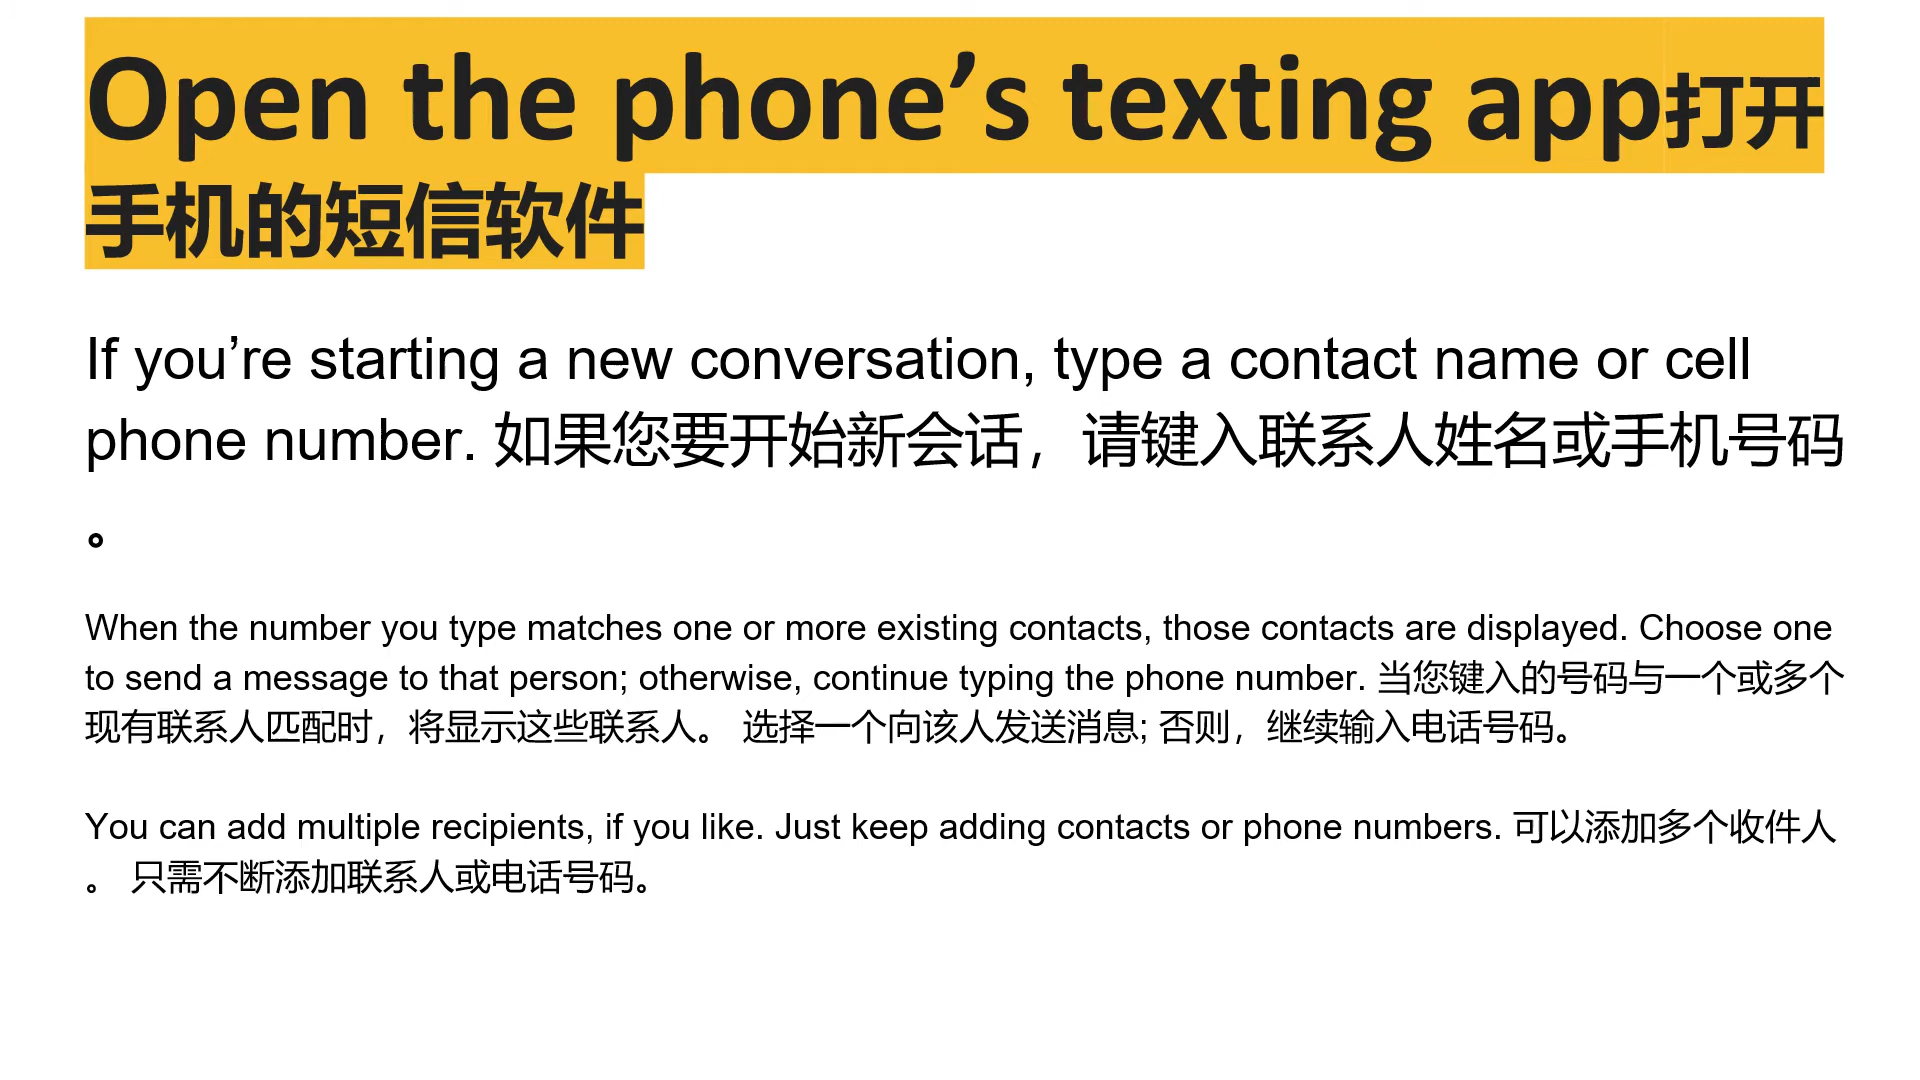 Open the phone’s texting app打开
手机的短信软件
If you’re starting a new conversation, type a contact name or cell
phone number. 如果您要开始新会话，请键入联系人姓名或手机号码
。
When the number you type matches one or more existing contacts, those contacts are displayed. Choose one
to send a message to that person; otherwise, continue typing the phone number. 当您键入的号码与一个或多个
现有联系人匹配时，将显示这些联系人。 选择一个向该人发送消息; 否则，继续输入电话号码。
You can add multiple recipients, if you like. Just keep adding contacts or phone numbers. 可以添加多个收件人
。 只需不断添加联系人或电话号码。